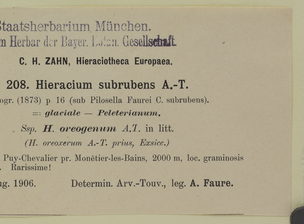 Staatsherbarium München.
m Herbar der Bayer. Botan. Gesellschaft.
C. H. ZAHN, Hieraciotheca Europaea,
208. Hieracium subrubens A.-T.
ogr. (1873) p 16 (sub Pilosella Faurei C. subrubens).
= glaciale — Peleterianum,
Ssp. H. oreogenum A.T. in litt.
(H. oreoxerum A.-T. prius, Exsicc.)
Puy-Chevalier pr. Monêtier-les-Bains, 2000 m, loc. graminosis
. Rarissime!
ug. 1906. Determin. Arv.-Touv., leg. A. Faure.